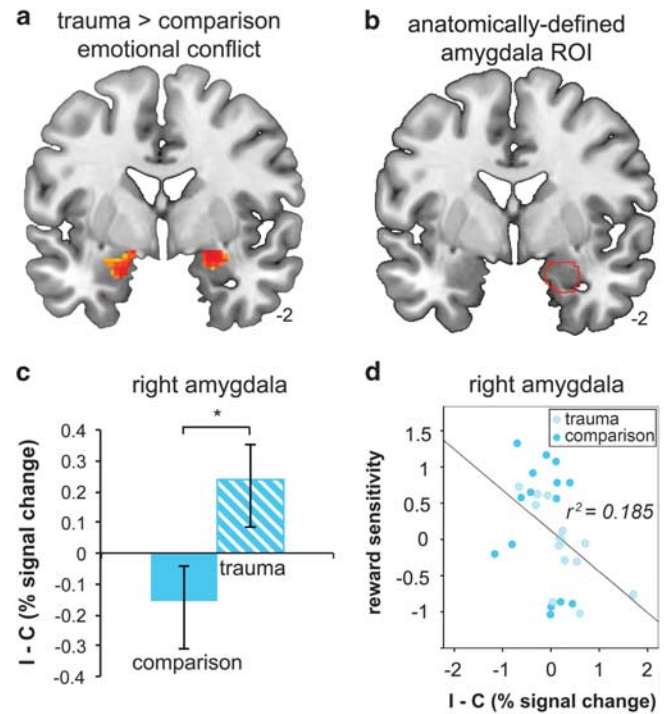 a
trauma > comparison
emotional conflict
-2
b
anatomically-defined
amygdala ROI
-2
c
right amygdala
I - C (% signal change)
0.4
0.3
0.2
0.1
0
-0.1
-0.2
-0.3
-0.4
*
trauma
comparison
d
right amygdala
trauma
comparison
r² = 0.185
reward sensitivity
1.5
1
0.5
0
-0.5
-1
-2
-1
0
1
2
I - C (% signal change)